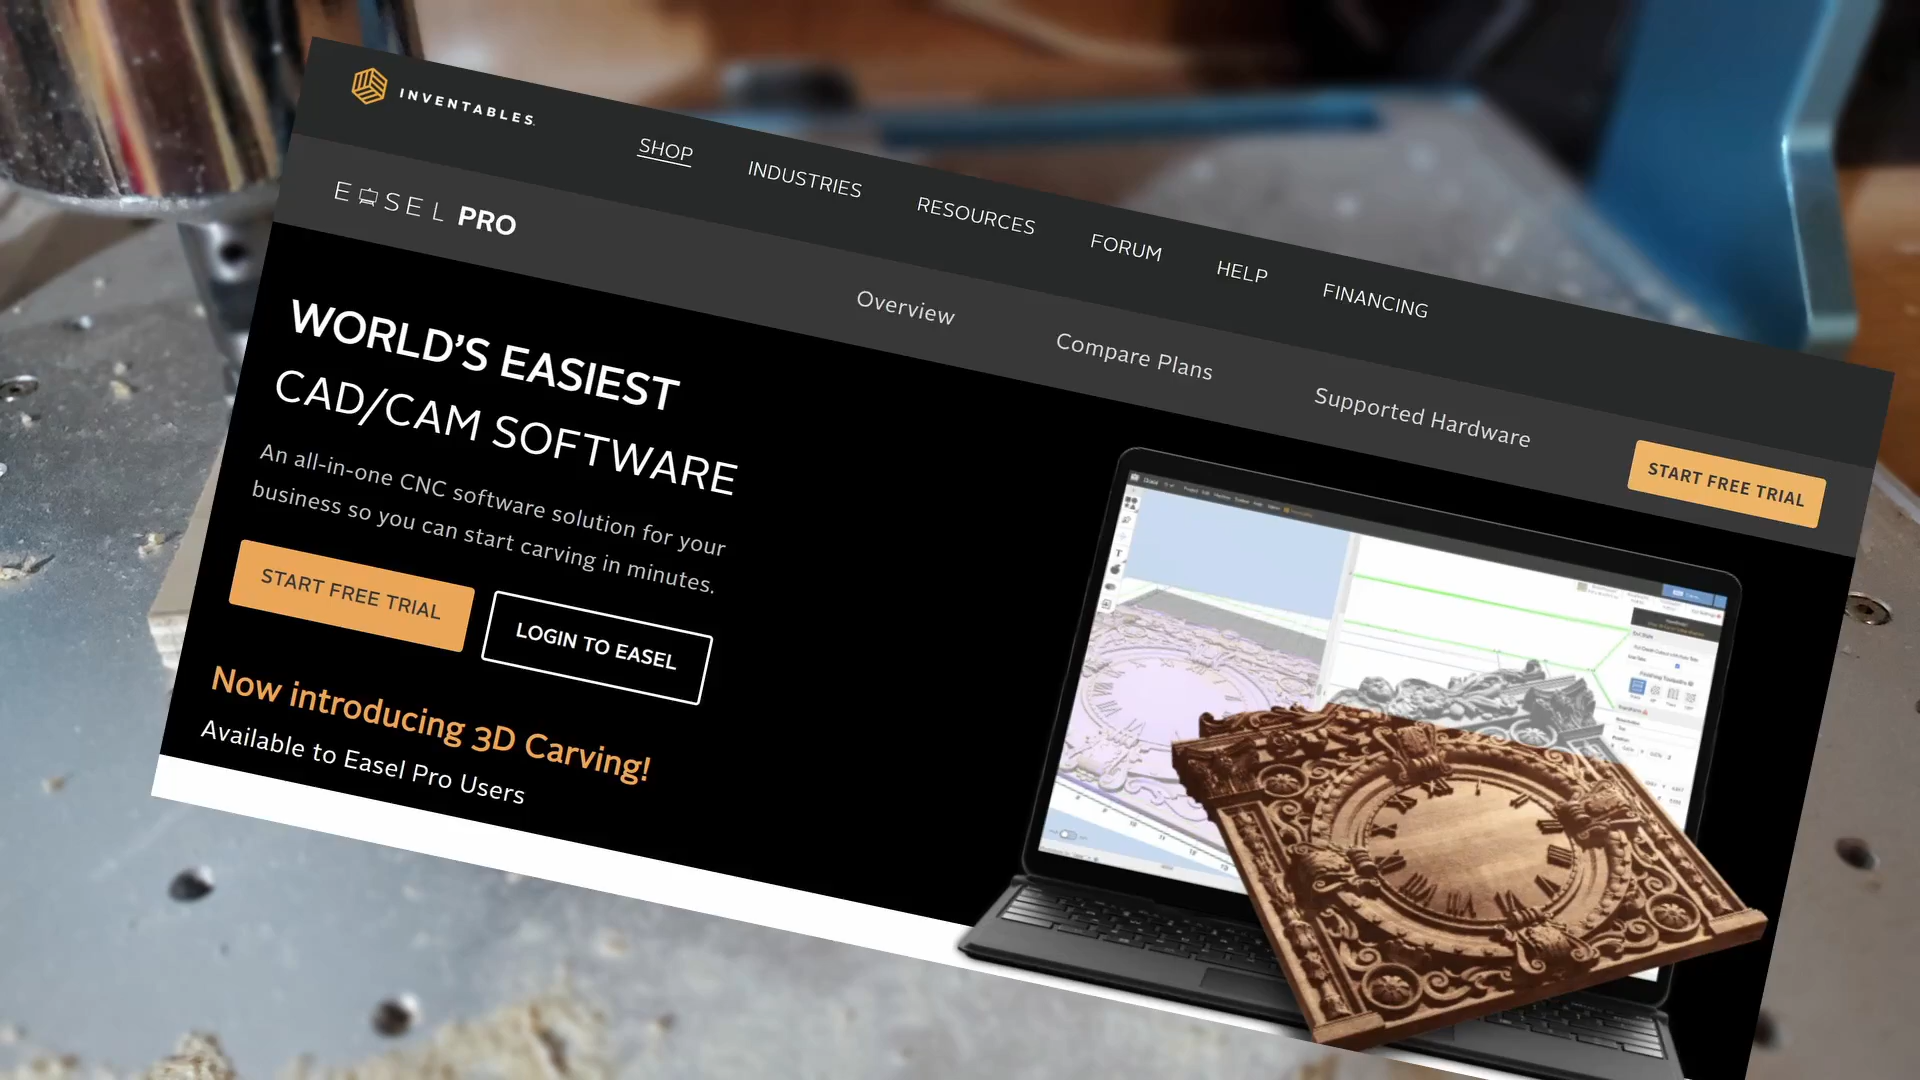 INVENTABLES.
SHOP
INDUSTRIES
RESOURCES
FORUM
HELP
FINANCING
EASEL PRO
Overview
Compare Plans
Supported Hardware
START FREE TRIAL
WORLD'S EASIEST
CAD/CAM SOFTWARE
An all-in-one CNC software solution for your
business so you can start carving in minutes.
START FREE TRIAL
LOGIN TO EASEL
Now introducing 3D Carving!
Available to Easel Pro Users